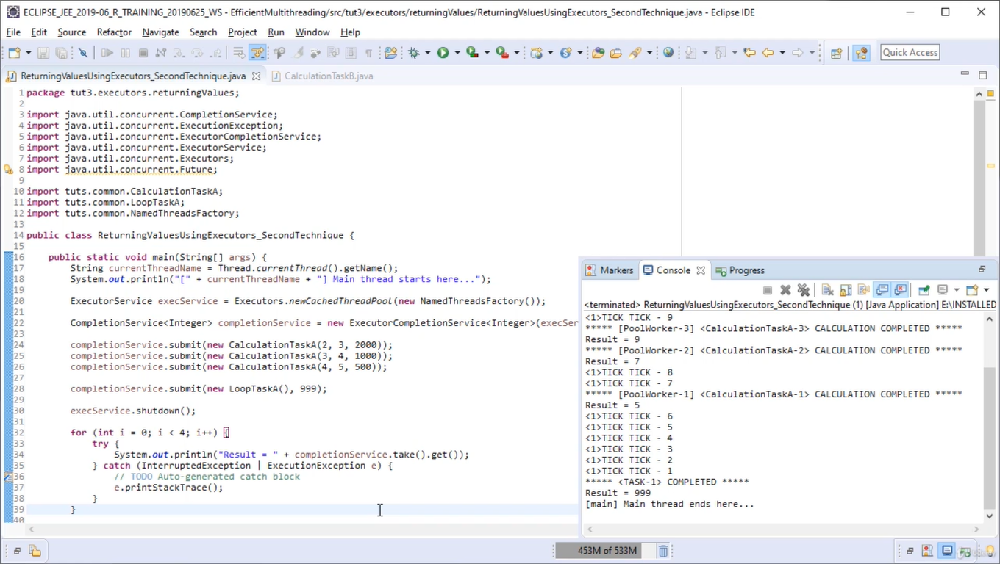 ECLIPSE_JEE_2019-06_R_TRAINING_20190625_WS - EfficientMultithreading/src/tut3/executors/returningValues/ReturningValuesUsingExecutors_SecondTechnique.java - Eclipse IDE
File Edit Source Refactor Navigate Search Project Run Window Help
Quick Access
ReturningValuesUsingExecutors_SecondTechnique.java CalculationTaskB.java
1 package tut3.executors.returningValues;
2
3 import java.util.concurrent.CompletionService;
4 import java.util.concurrent.ExecutionException;
5 import java.util.concurrent.ExecutorCompletionService;
6 import java.util.concurrent.ExecutorService;
7 import java.util.concurrent.Executors;
8 import java.util.concurrent.Future;
9
10 import tuts.common.CalculationTaskA;
11 import tuts.common.LoopTaskA;
12 import tuts.common.NamedThreadsFactory;
13
14 public class ReturningValuesUsingExecutors_SecondTechnique {
15
16 public static void main(String[] args) {
17 String currentThreadName = Thread.currentThread().getName();
18 System.out.println("[" + currentThreadName + "] Main thread starts here...");
19
20 ExecutorService execService = Executors.newCachedThreadPool(new NamedThreadsFactory());
21
22 CompletionService<Integer> completionService = new ExecutorCompletionService<Integer>(execSer
23
24 completionService.submit(new CalculationTaskA(2, 3, 2000));
25 completionService.submit(new CalculationTaskA(3, 4, 1000));
26 completionService.submit(new CalculationTaskA(4, 5, 500));
27
28 completionService.submit(new LoopTaskA(), 999);
29
30 execService.shutdown();
31
32 for (int i = 0; i < 4; i++) {
33 try {
34 System.out.println("Result = " + completionService.take().get());
35 } catch (InterruptedException | ExecutionException e) {
36 // TODO Auto-generated catch block
37 e.printStackTrace();
38 }
39 }
40
Markers Console Progress
<terminated> ReturningValuesUsingExecutors_SecondTechnique (1) [Java Application] E:\INSTALLED
<1>TICK TICK - 9
***** [PoolWorker-3] <CalculationTaskA-3> CALCULATION COMPLETED *****
Result = 9
***** [PoolWorker-2] <CalculationTaskA-2> CALCULATION COMPLETED *****
Result = 7
<1>TICK TICK - 8
<1>TICK TICK - 7
***** [PoolWorker-1] <CalculationTaskA-1> CALCULATION COMPLETED *****
Result = 5
<1>TICK TICK - 6
<1>TICK TICK - 5
<1>TICK TICK - 4
<1>TICK TICK - 3
<1>TICK TICK - 2
<1>TICK TICK - 1
***** <TASK-1> COMPLETED *****
Result = 999
[main] Main thread ends here...
453M of 533M